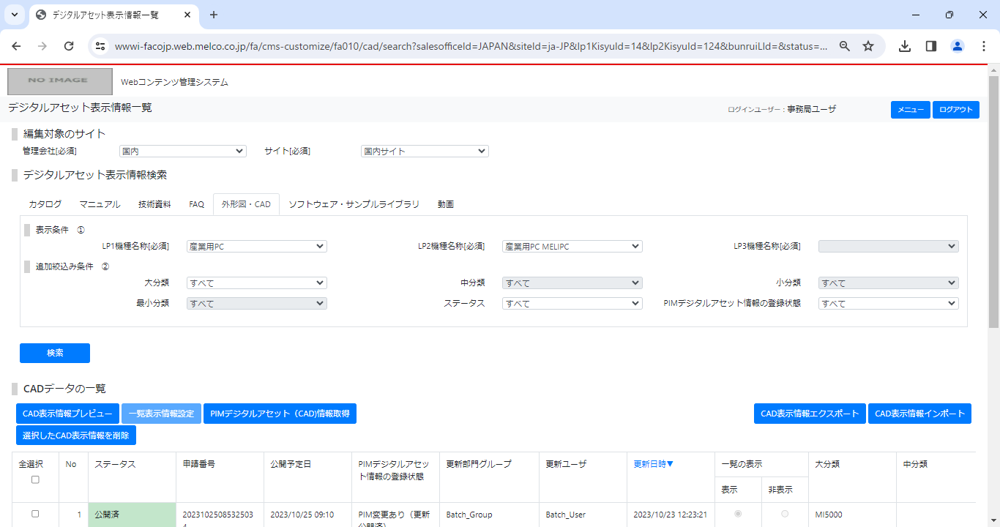 デジタルアセット表示情報一覧
wwwi-facojp.web.melco.co.jp/fa/cms-customize/fa010/cad/search?salesofficeId=JAPAN&siteId=ja-JP&lp1KisyuId=14&lp2KisyuId=124&bunruiLId=&status=...
NO IMAGE
Webコンテンツ管理システム
デジタルアセット表示情報一覧
ログインユーザー : 事務局ユーザ
メニュー
ログアウト
編集対象のサイト
管理会社[必須]
国内
サイト[必須]
国内サイト
デジタルアセット表示情報検索
カタログ
マニュアル
技術資料
FAQ
外形図・CAD
ソフトウェア・サンプルライブラリ
動画
表示条件 ①
LP1機種名称[必須]
産業用PC
LP2機種名称[必須]
産業用PC MELIPC
LP3機種名称[必須]
追加絞込み条件 ②
大分類
すべて
中分類
すべて
小分類
すべて
最小分類
すべて
ステータス
すべて
PIMデジタルアセット情報の登録状態
すべて
検索
CADデータの一覧
CAD表示情報プレビュー
一覧表示情報設定
PIMデジタルアセット（CAD)情報取得
CAD表示情報エクスポート
CAD表示情報インポート
選択したCAD表示情報を削除
全選択
No
ステータス
申請番号
公開予定日
PIMデジタルアセッ
ト情報の登録状態
更新部門グループ
更新ユーザ
更新日時▼
一覧の表示
表示
非表示
大分類
中分類
1
公開済
2023102508532503
2023/10/25 09:10
PIM変更あり（更新
Batch_Group
Batch_User
2023/10/23 12:23:21
MI5000